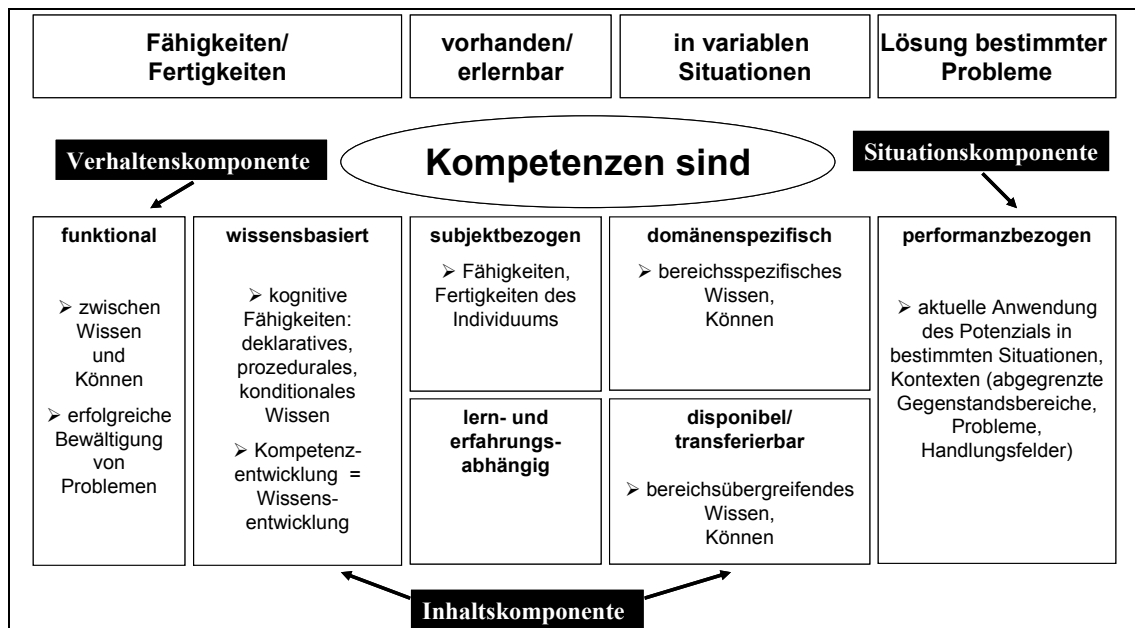 Fähigkeiten/
Fertigkeiten
vorhanden/
erlernbar
in variablen
Situationen
Lösung bestimmter
Probleme
Verhaltenskomponente
Kompetenzen sind
Situationskomponente
funktional
➢ zwischen
Wissen
und
Können
➢ erfolgreiche
Bewältigung
von
Problemen
wissensbasiert
➢ kognitive
Fähigkeiten:
deklaratives,
prozedurales,
konditionales
Wissen
➢ Kompetenz-
entwicklung =
Wissens-
entwicklung
subjektbezogen
➢ Fähigkeiten,
Fertigkeiten des
Individuums
lern- und
erfahrungs-
abhängig
domänenspezifisch
➢ bereichsspezifisches
Wissen,
Können
disponibel/
transferierbar
➢ bereichsübergreifendes
Wissen,
Können
performanzbezogen
➢ aktuelle Anwendung
des Potenzials in
bestimmten Situationen,
Kontexten (abgegrenzte
Gegenstandsbereiche,
Probleme,
Handlungsfelder)
Inhaltskomponente